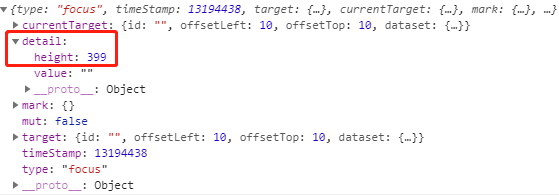 ▼{type: "focus", timeStamp: 13194438, target: {…}, currentTarget: {…}, mark: {…}, …}
▶currentTarget: {id: "", offsetLeft: 10, offsetTop: 10, dataset: {…}}
▼detail:
height: 399
value: ""
▶__proto__: Object
▶mark: {}
mut: false
▶target: {id: "", offsetLeft: 10, offsetTop: 10, dataset: {…}}
timeStamp: 13194438
type: "focus"
▶__proto__: Object